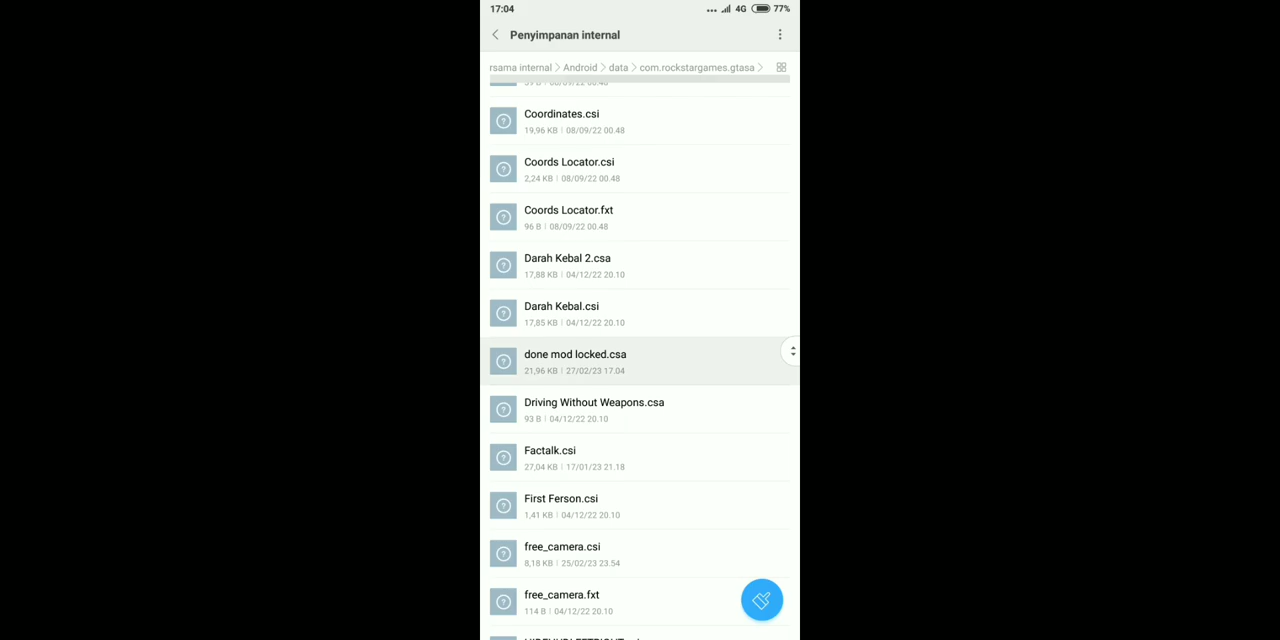 17:04
4G
77%
Penyimpanan internal
rsama internal
Android
data
com.rockstargames.gtasa
Coordinates.csi
19,96 KB | 08/09/22 00.48
Coords Locator.csi
2,24 KB | 08/09/22 00.48
Coords Locator.fxt
96 B | 08/09/22 00.48
Darah Kebal 2.csa
17,88 KB | 04/12/22 20.10
Darah Kebal.csi
17,85 KB | 04/12/22 20.10
done mod locked.csa
21,96 KB | 27/02/23 17.04
Driving Without Weapons.csa
93 B | 04/12/22 20.10
Factalk.csi
27,04 KB | 17/01/23 21.18
First Ferson.csi
1,41 KB | 04/12/22 20.10
free_camera.csi
8,18 KB | 25/02/23 23.54
free_camera.fxt
114 B | 04/12/22 20.10